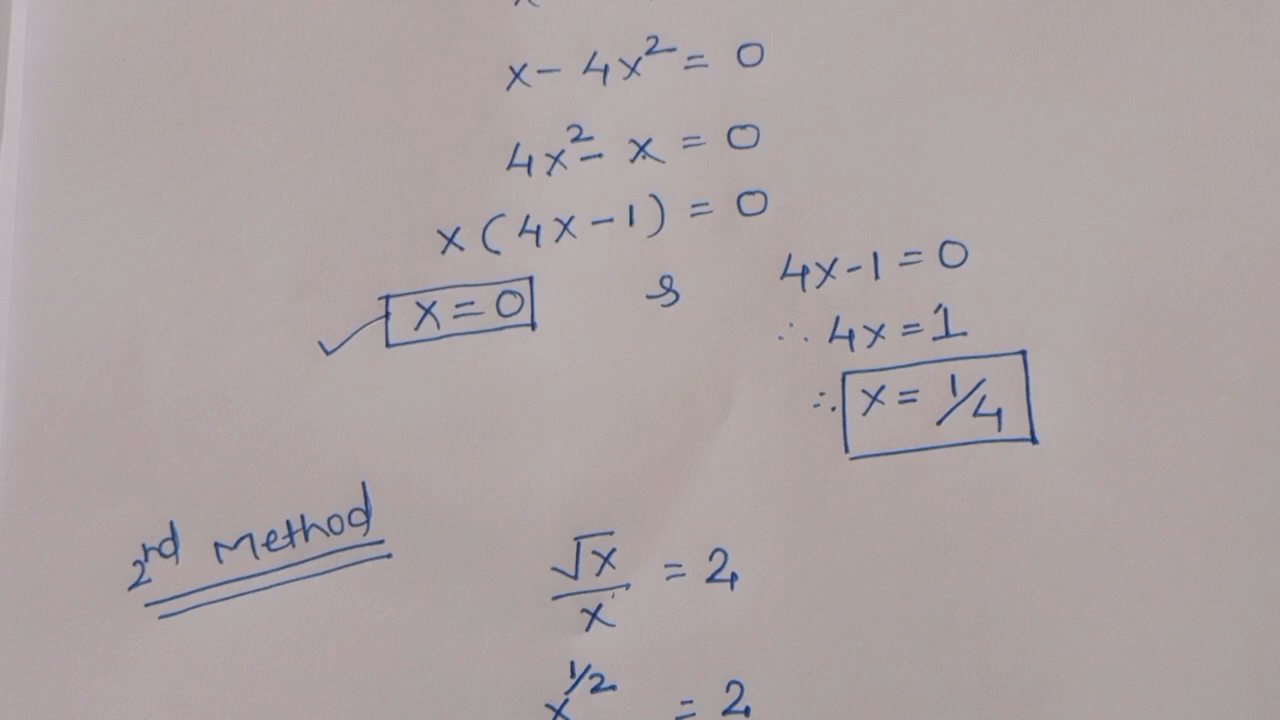 x - 4x² = 0
4x² - x = 0
x(4x-1) = 0
x = 0 & 4x-1 = 0
∴ 4x = 1
∴ x = 1/4
2rd Method
√x/x = 2
x^1/2 = 2